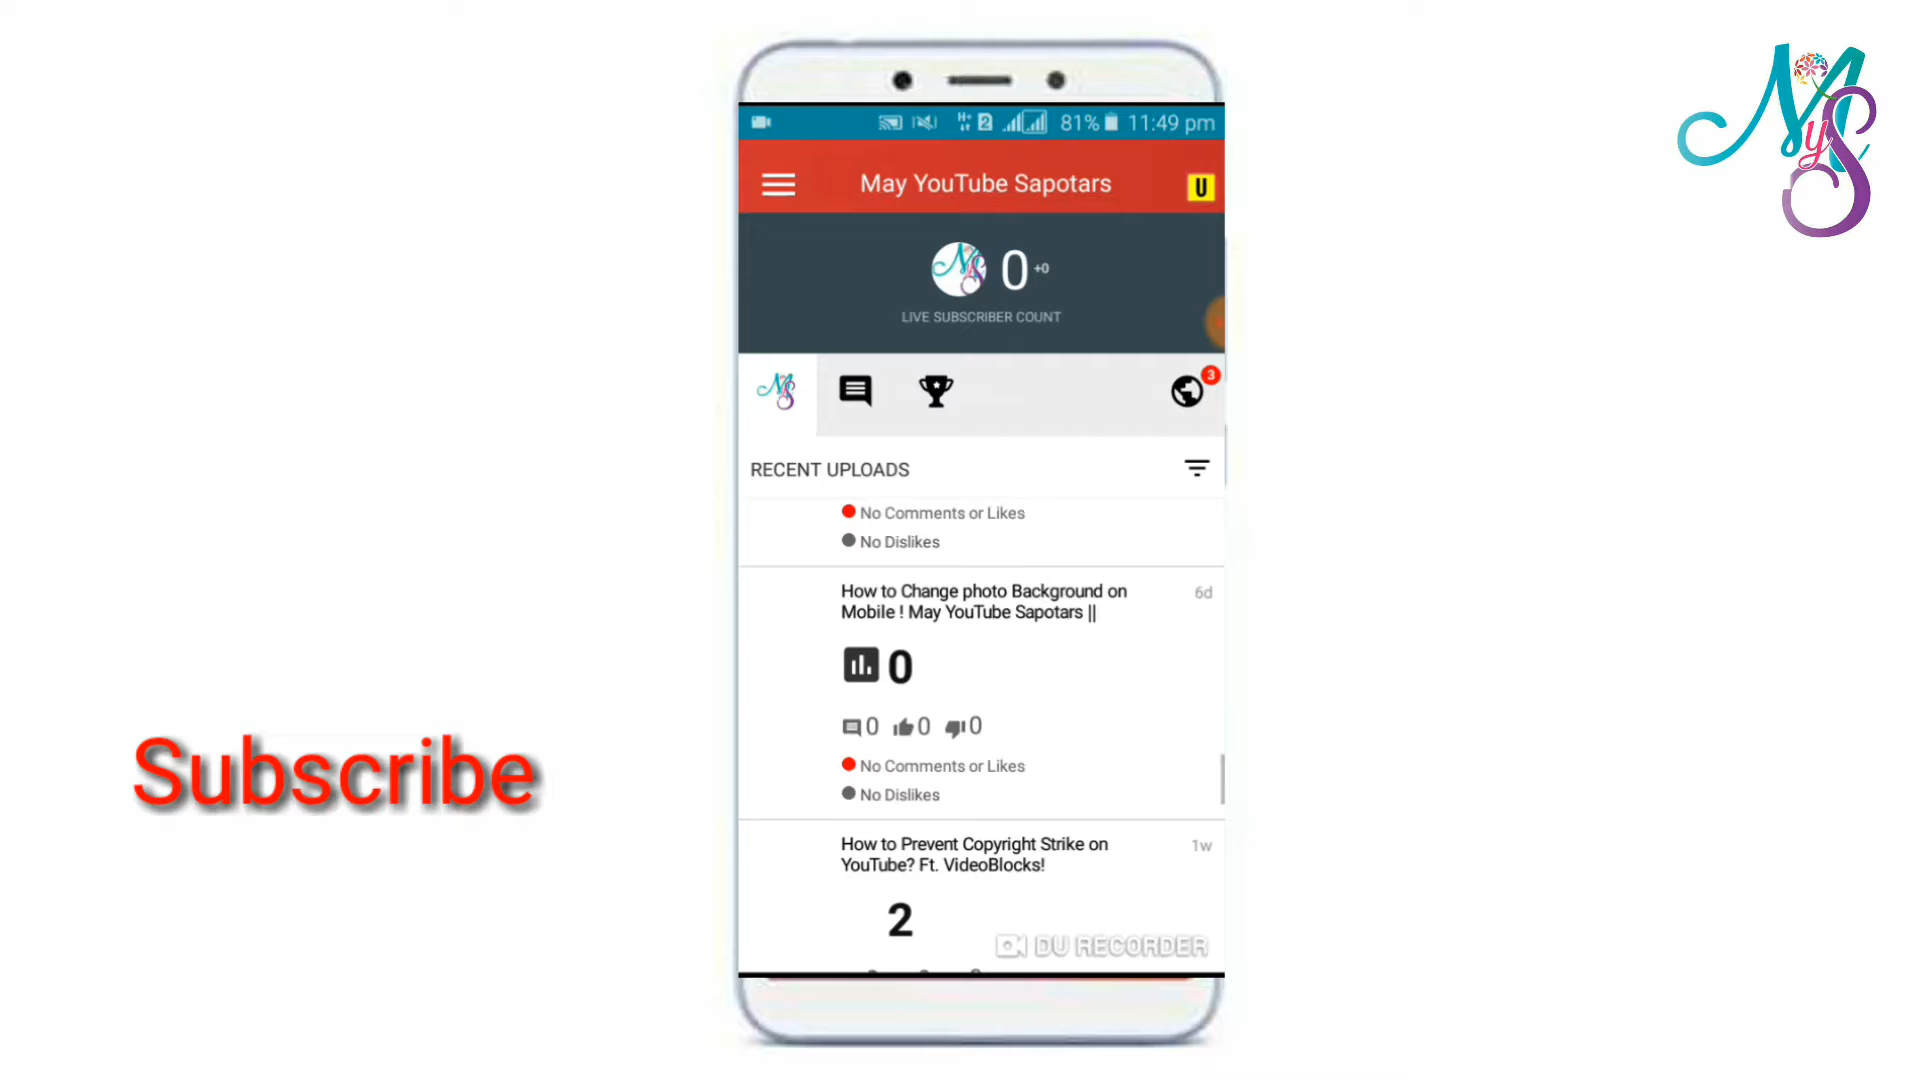 MyS
81% 11:49 pm
May YouTube Sapotars
U
0 +0
LIVE SUBSCRIBER COUNT
3
RECENT UPLOADS
No Comments or Likes
No Dislikes
How to Change photo Background on
Mobile ! May YouTube Sapotars ||
6d
0
0 0 0
No Comments or Likes
No Dislikes
How to Prevent Copyright Strike on
YouTube? Ft. VideoBlocks!
1w
2
DU RECORDER
Subscribe